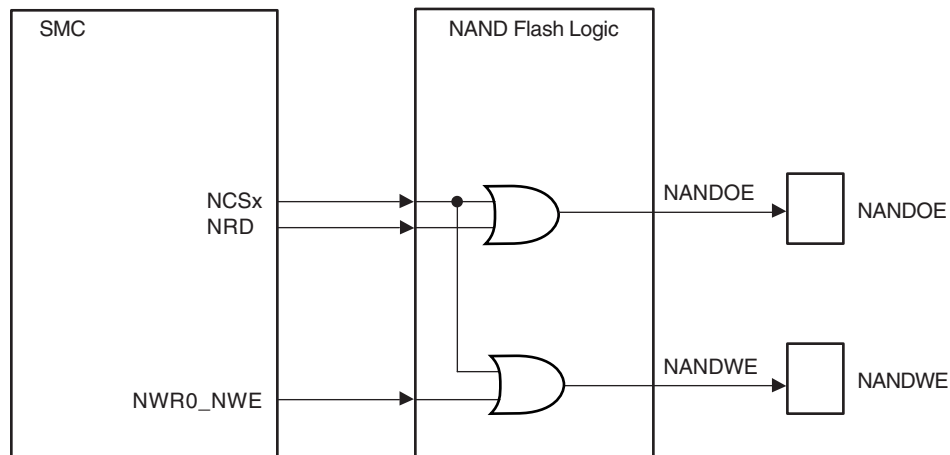 SMC
NAND Flash Logic
NCSx
NRD
NANDOE
NANDOE
NWR0_NWE
NANDWE
NANDWE